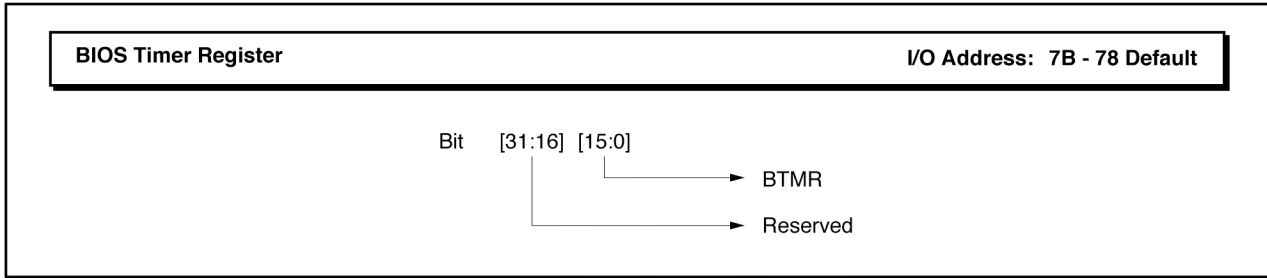 BIOS Timer Register I/O Address: 7B - 78 Default
Bit [31:16] [15:0]
BTMR
Reserved